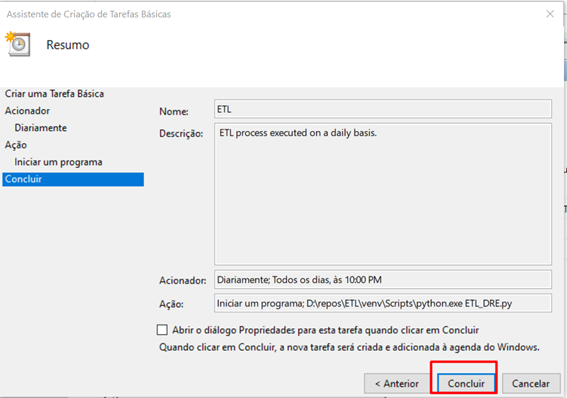 Assistente de Criação de Tarefas Básicas
Resumo
Criar uma Tarefa Básica
Acionador
Diariamente
Ação
Iniciar um programa
Concluir
Nome:
ETL
Descrição:
ETL process executed on a daily basis.
Acionador:
Diariamente; Todos os dias, às 10:00 PM
Ação:
Iniciar um programa; D:\repos\ETL\venv\Scripts\python.exe ETL_DRE.py
Abrir o diálogo Propriedades para esta tarefa quando clicar em Concluir
Quando clicar em Concluir, a nova tarefa será criada e adicionada à agenda do Windows.
< Anterior
Concluir
Cancelar